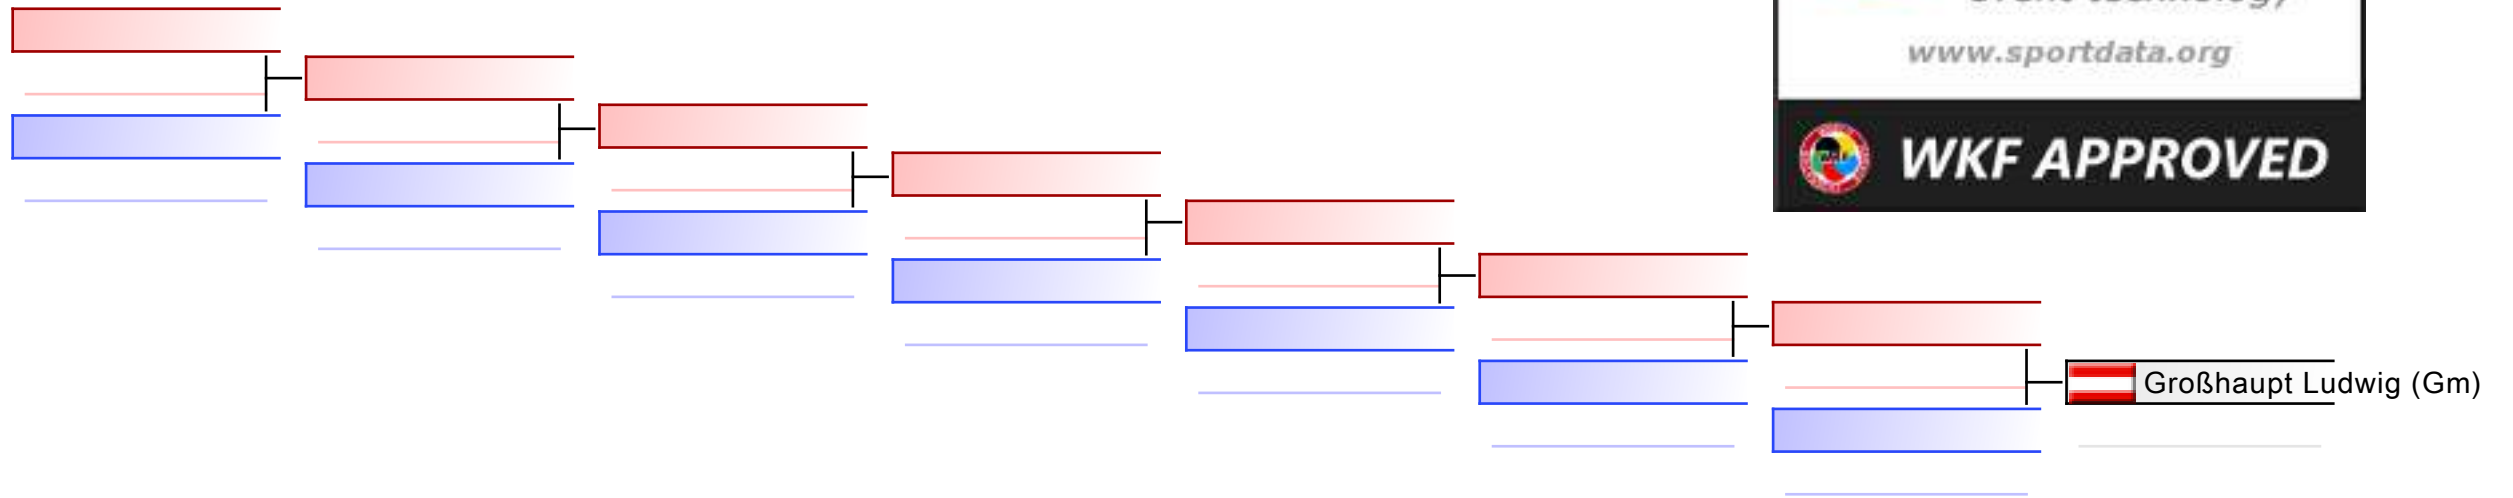 www.sportdata.org
WKF APPROVED
Großhaupt Ludwig (Gm)